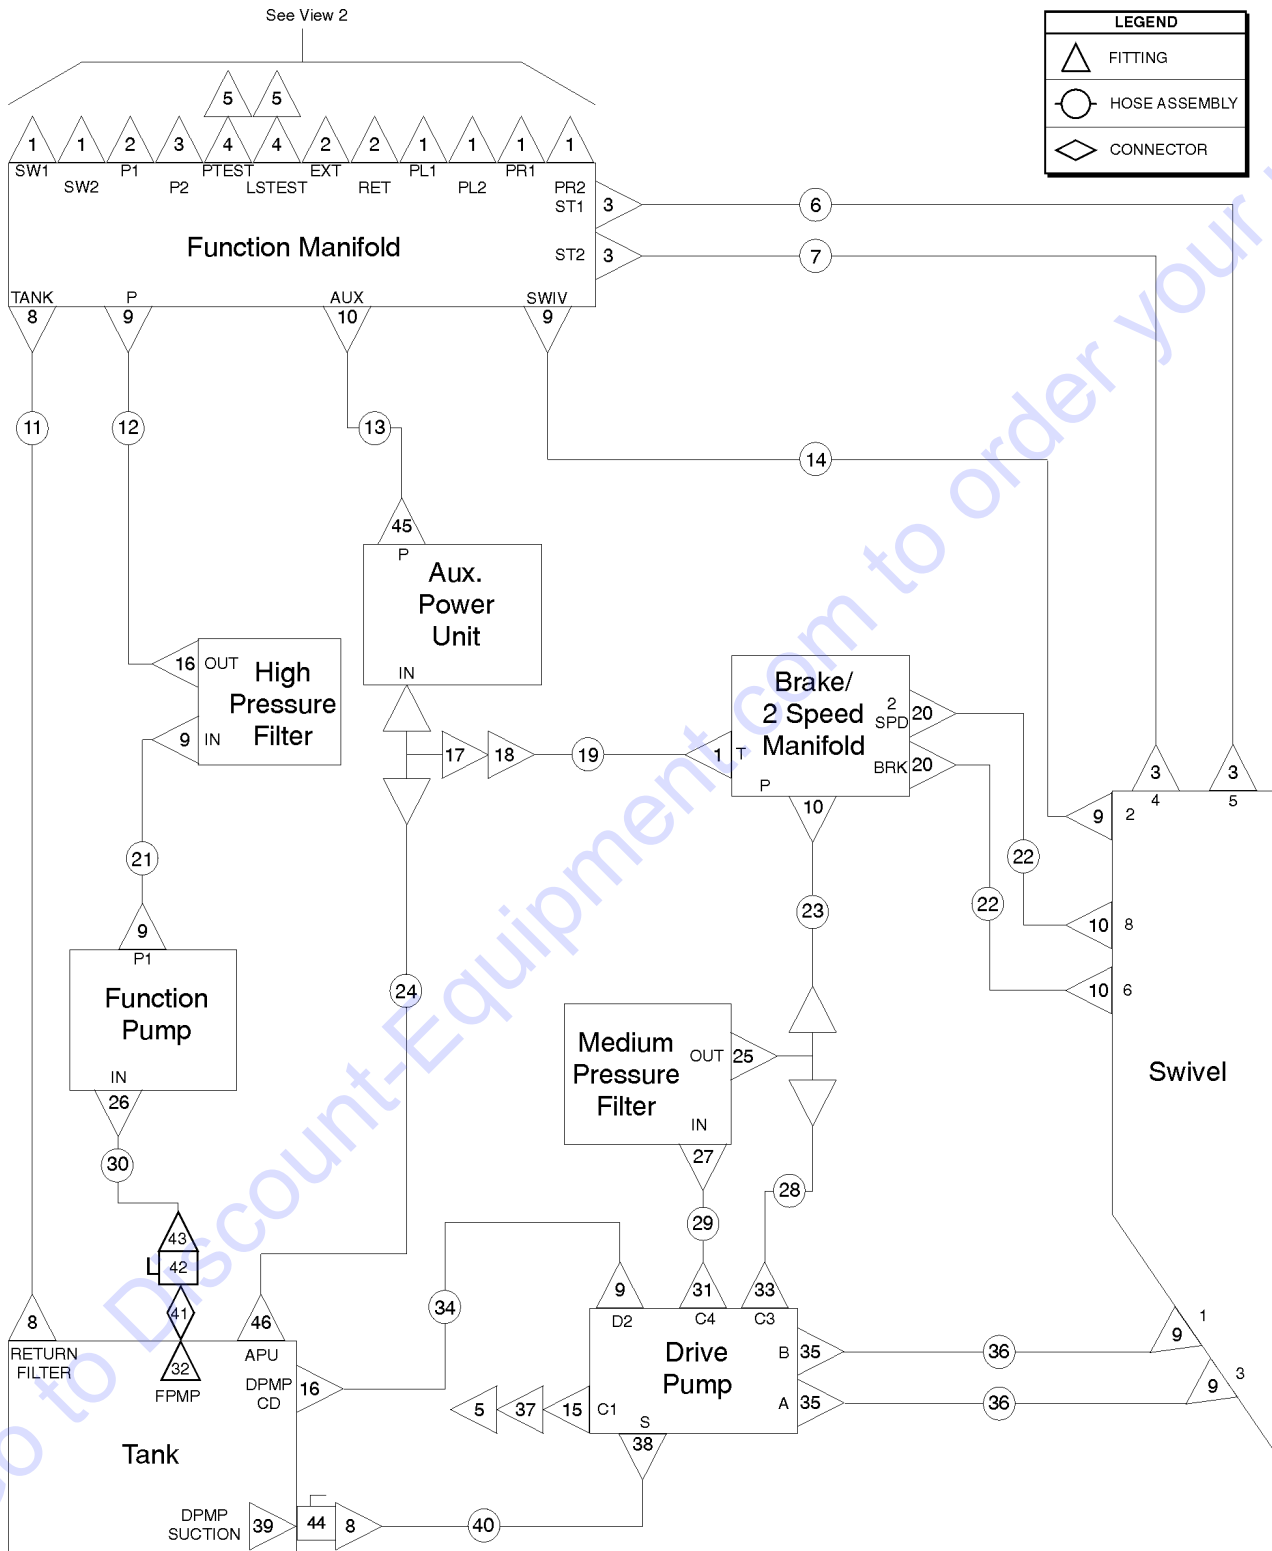 See View 2
LEGEND
FITTING
HOSE ASSEMBLY
CONNECTOR
5 5
1 1 2 3 4 4 2 2 1 1 1 1
SW1 P1 PTEST EXT PL1 PR1
SW2 P2 LSTEST RET PL2 PR2
ST1 3 6
Function Manifold
ST2 3 7
TANK P AUX SWIV
8 9 10 9
11 12 13
14
45
P
Aux.
Power
Unit
IN
16 OUT
High
Pressure
Filter
9 IN
Brake/
2 Speed
Manifold
2
SPD 20
BRK 20
17 18 19 1 T
P
10
3 3
4 5
9 2
21
22
22
23
10 8
10 6
9
P1
Function
Pump
IN
26
24
Medium
Pressure
Filter
OUT 25
IN
27
Swivel
30
28
29
43
42
41
32
FPMP
34
9 31 33
D2 C4 C3
Drive
Pump
B 35 36 9 1
A 35 36 9 3
8
RETURN
FILTER
46
APU
DPMP
CD
16
5 37 15 C1
S
38
Tank
DPMP
SUCTION
39 44 8 40
go to Discount-Equipment.com to order your